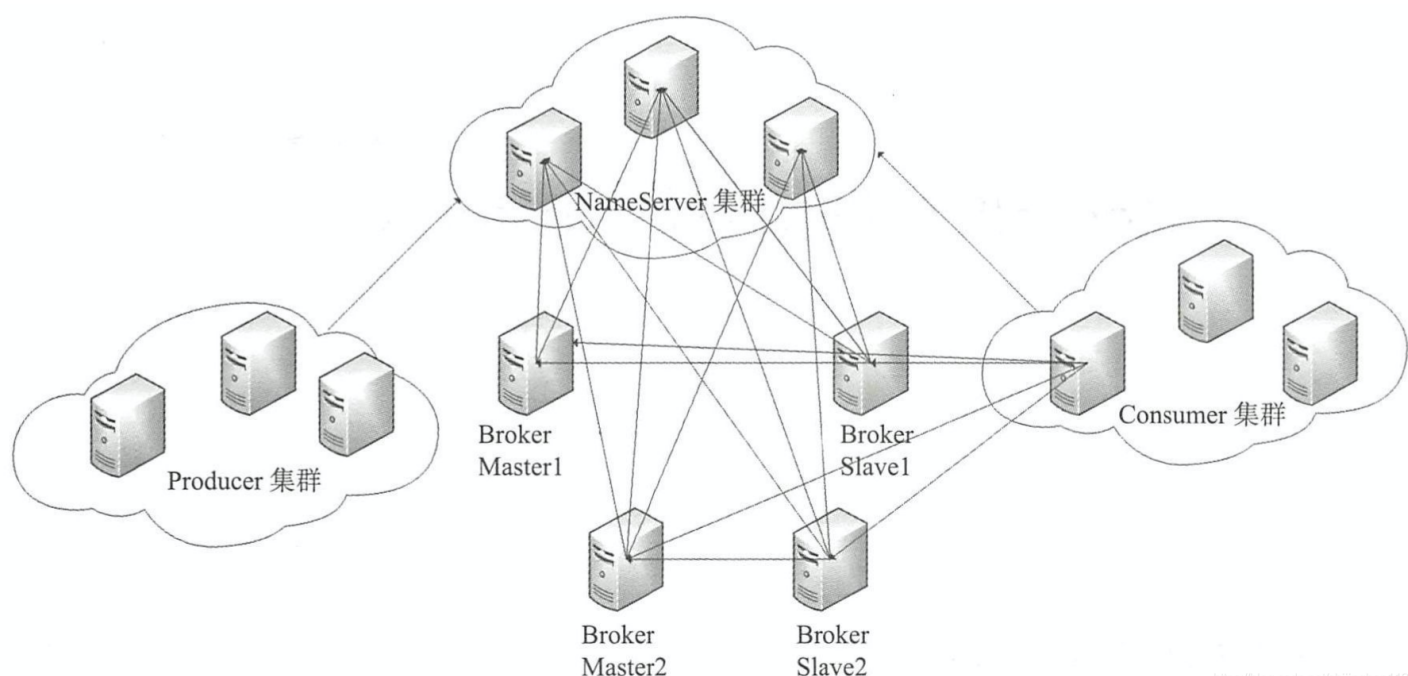 NameServer 集群
Broker
Master1
Broker
Slave1
Consumer 集群
Producer 集群
Broker
Master2
Broker
Slave2